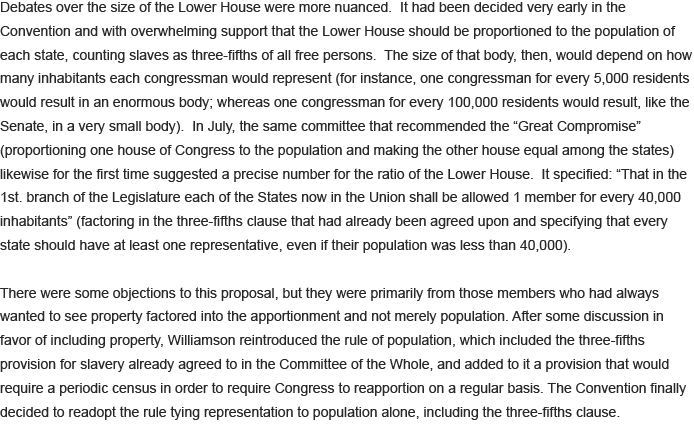 Debates over the size of the Lower House were more nuanced.  It had been decided very early in the
Convention and with overwhelming support that the Lower House should be proportioned to the population of
each state, counting slaves as three-fifths of all free persons.  The size of that body, then, would depend on how
many inhabitants each congressman would represent (for instance, one congressman for every 5,000 residents
would result in an enormous body; whereas one congressman for every 100,000 residents would result, like the
Senate, in a very small body).  In July, the same committee that recommended the “Great Compromise”
(proportioning one house of Congress to the population and making the other house equal among the states)
likewise for the first time suggested a precise number for the ratio of the Lower House.  It specified: “That in the
1st. branch of the Legislature each of the States now in the Union shall be allowed 1 member for every 40,000
inhabitants” (factoring in the three-fifths clause that had already been agreed upon and specifying that every
state should have at least one representative, even if their population was less than 40,000).

There were some objections to this proposal, but they were primarily from those members who had always
wanted to see property factored into the apportionment and not merely population. After some discussion in
favor of including property, Williamson reintroduced the rule of population, which included the three-fifths
provision for slavery already agreed to in the Committee of the Whole, and added to it a provision that would
require a periodic census in order to require Congress to reapportion on a regular basis. The Convention finally
decided to readopt the rule tying representation to population alone, including the three-fifths clause.